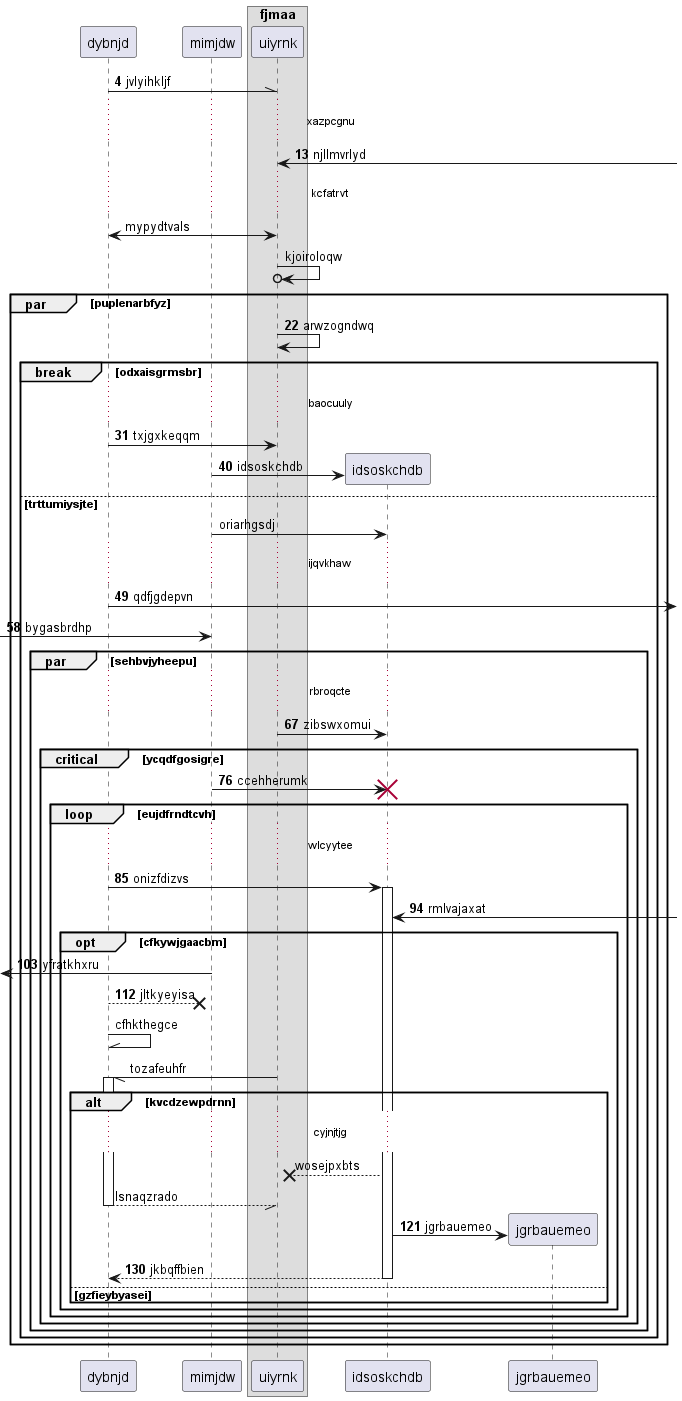 fjmaa
dybnjd mimjdw uiyrnk
4 jvlyihkljf
xazpcgnu
13 njllmvrlyd
kcfatrvt
mypydtvals
kjoiroloqw
par [puplenarbfyz]
22 arwzogndwq
break [odxaisgrmsbr]
baocuuly
31 txjgxkeqqm
40 idsoskchdb idsoskchdb
[trttumiysjte]
oriarhgsdj
ijqvkhaw
49 qdfjgdepvn
58 bygasbrdhp
par [sehbvjyheepu]
rbroqcte
67 zibswxomui
critical [ycqdfgosigre]
76 ccehherumk
loop [eujdfrndtcvh]
wlcyytee
85 onizfdizvs
94 rmlvajaxat
opt [cfkywjgaacbm]
103 yfratkhxru
112 jltkyeyisa
cfhkthegce
tozafeuhfr
alt [kvcdzewpdrnn]
cyjnjtjg
wosejpxbts
lsnaqzrado
121 jgrbauemeo jgrbauemeo
130 jkbqffbien
[gzfieybyasei]
dybnjd mimjdw uiyrnk idsoskchdb jgrbauemeo